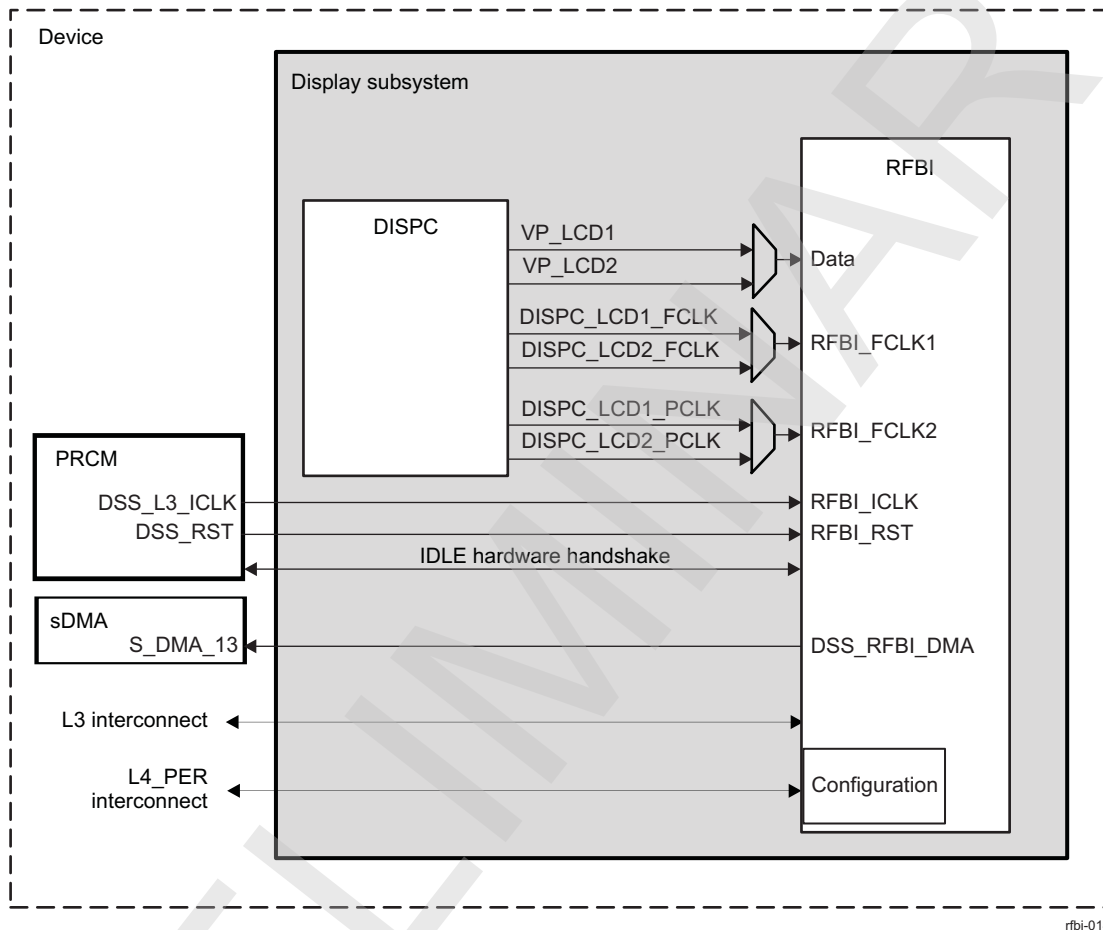 Device
Display subsystem
RFBI
DISPC
VP_LCD1
VP_LCD2
Data
DISPC_LCD1_FCLK
DISPC_LCD2_FCLK
RFBI_FCLK1
DISPC_LCD1_PCLK
DISPC_LCD2_PCLK
RFBI_FCLK2
PRCM
DSS_L3_ICLK
RFBI_ICLK
DSS_RST
RFBI_RST
IDLE hardware handshake
sDMA
S_DMA_13
DSS_RFBI_DMA
L3 interconnect
L4_PER
interconnect
Configuration
rfbi-01